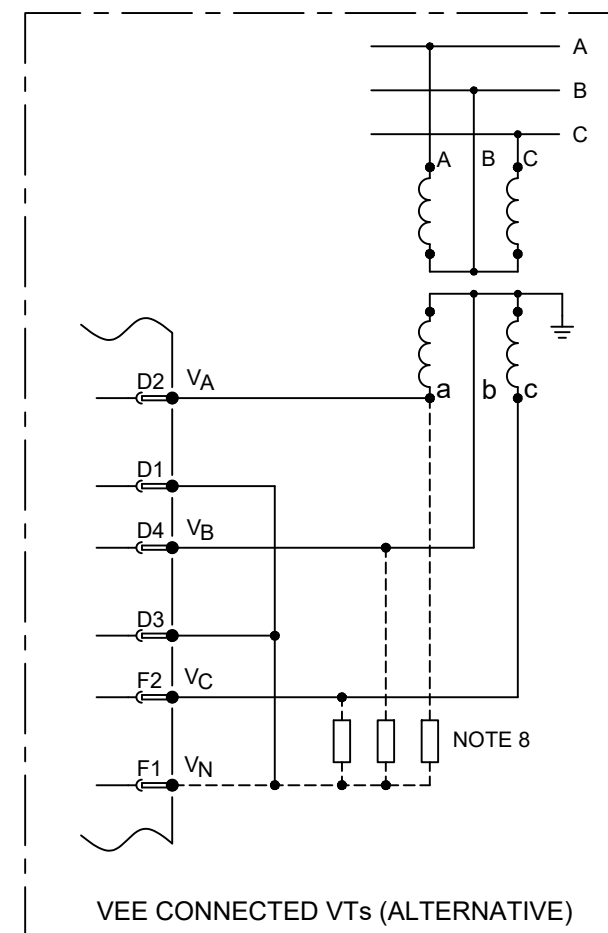 A
B
C
A B C
D2 VA
a b c
D1
D4 VB
D3
F2 VC
NOTE 8
F1 VN
VEE CONNECTED VTs (ALTERNATIVE)